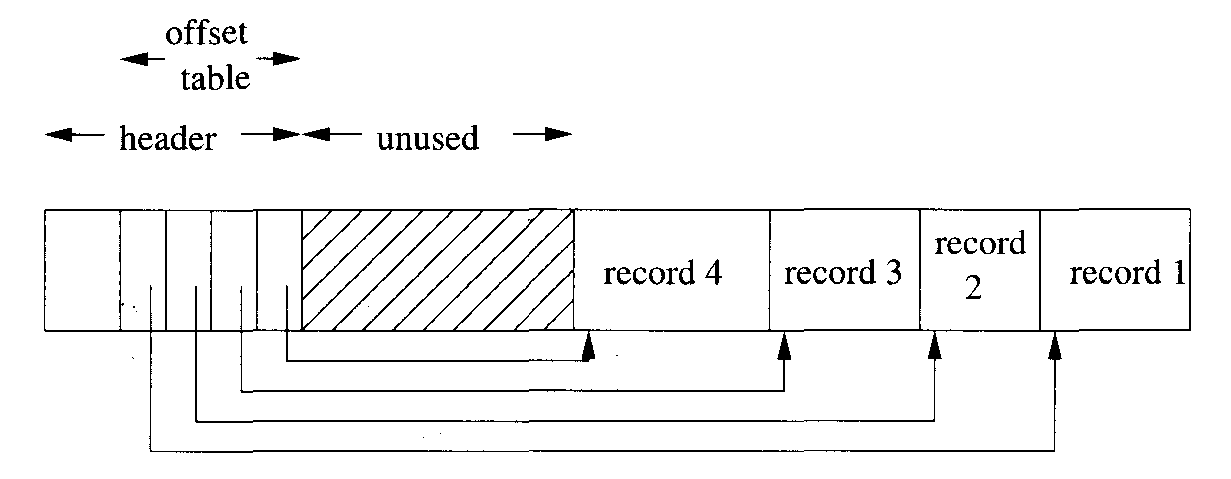 offset
table
header
unused
record 4
record 3
record
2
record 1